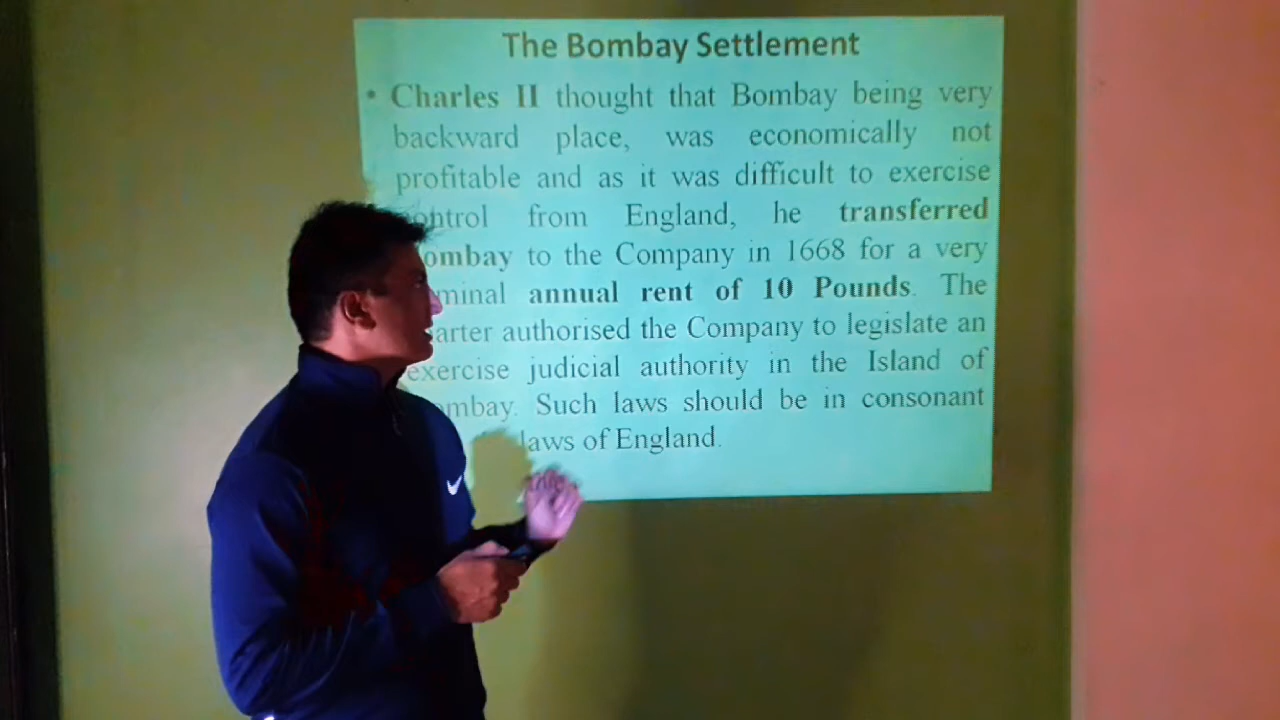 The Bombay Settlement
• Charles II thought that Bombay being very
backward place, was economically not
profitable and as it was difficult to exercise
ontrol from England, he transferred
ombay to the Company in 1668 for a very
minal annual rent of 10 Pounds. The
arter authorised the Company to legislate an
exercise judicial authority in the Island of
mbay. Such laws should be in consonant
laws of England.